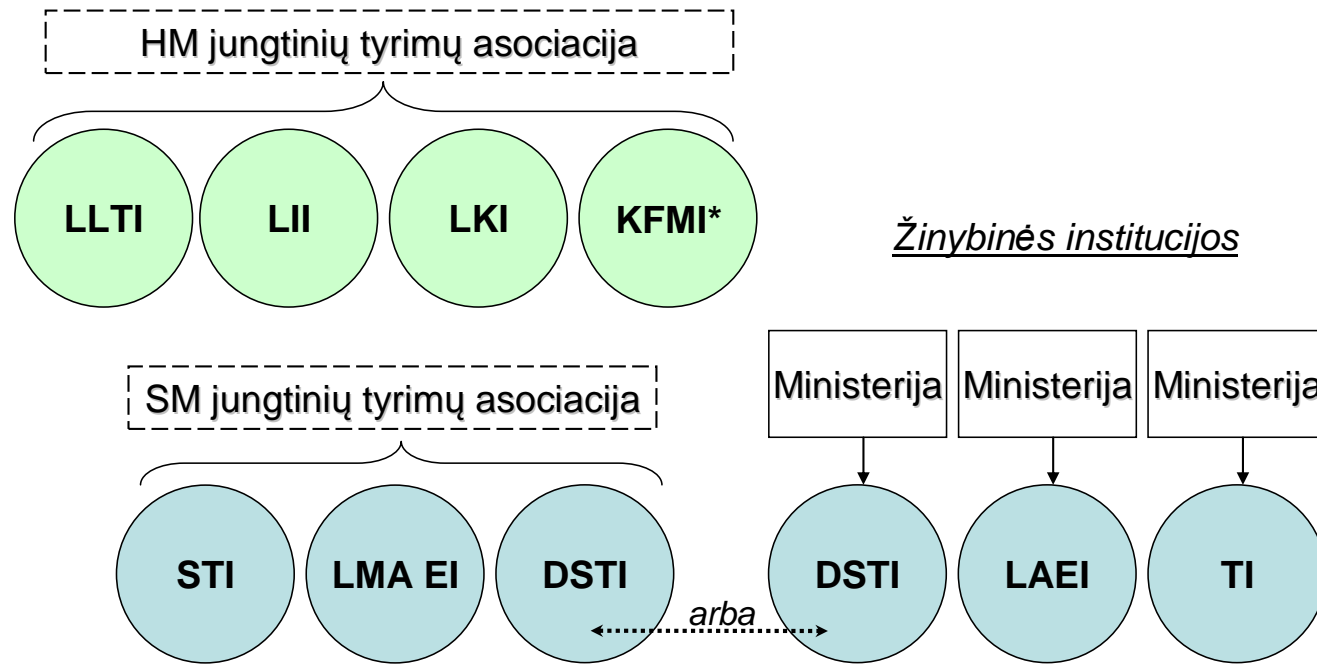 HM jungtinių tyrimų asociacija
LLTI LII LKI KFMI*
Žinybinės institucijos
SM jungtinių tyrimų asociacija
Ministerija Ministerija Ministerija
STI LMA EI DSTI DSTI LAEI TI
arba